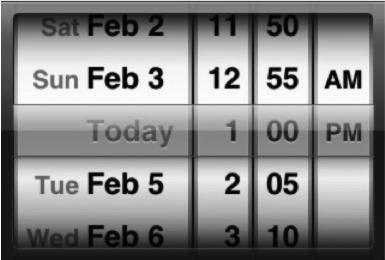 Sat Feb 2 11 50
Sun Feb 3 12 55 AM
Today 1 00 PM
Tue Feb 5 2 05
Wed Feb 6 3 10